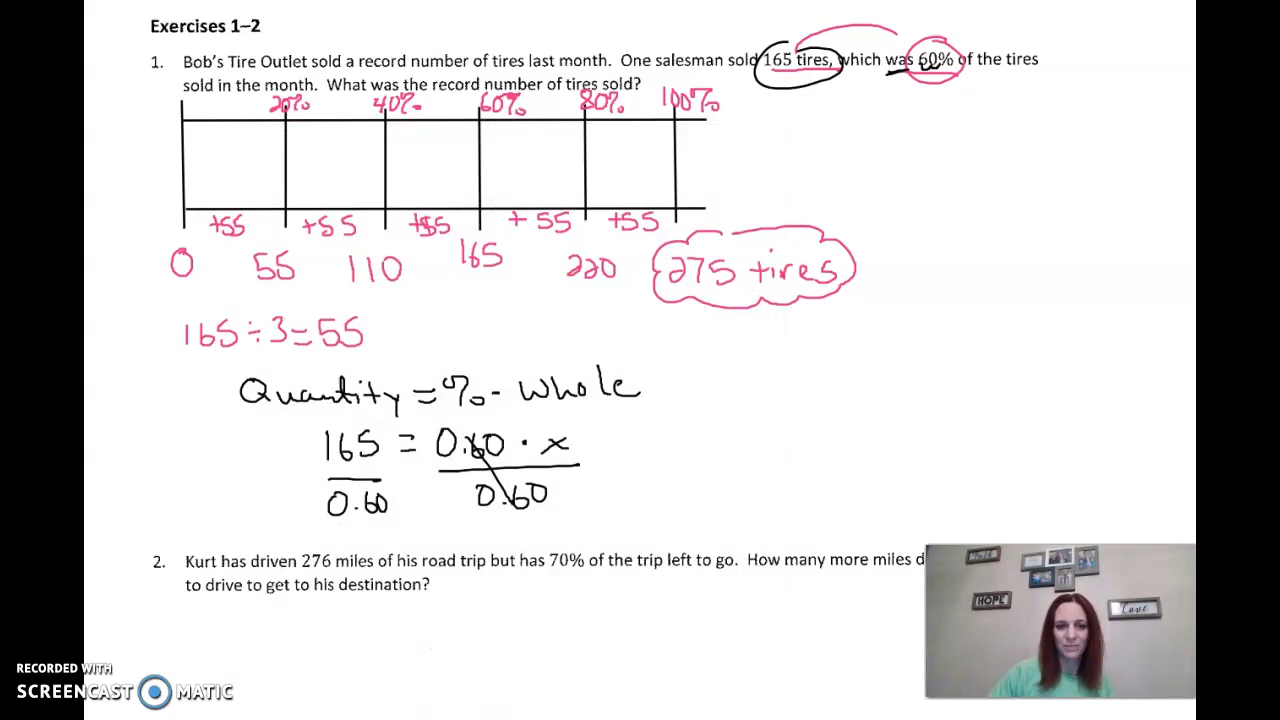 Exercises 1–2
1. Bob's Tire Outlet sold a record number of tires last month. One salesman sold 165 tires, which was 60% of the tires
sold in the month. What was the record number of tires sold?
20% 40% 60% 80% 100%
+55 +55 +55 +55 +55
0 55 110 165 220 275 tires
165 ÷ 3 = 55
Quantity = % · Whole
165 = 0.60 · x
0.60 0.60
2. Kurt has driven 276 miles of his road trip but has 70% of the trip left to go. How many more miles
to drive to get to his destination?
Faith
HOPE
Love
RECORDED WITH
SCREENCAST MATIC